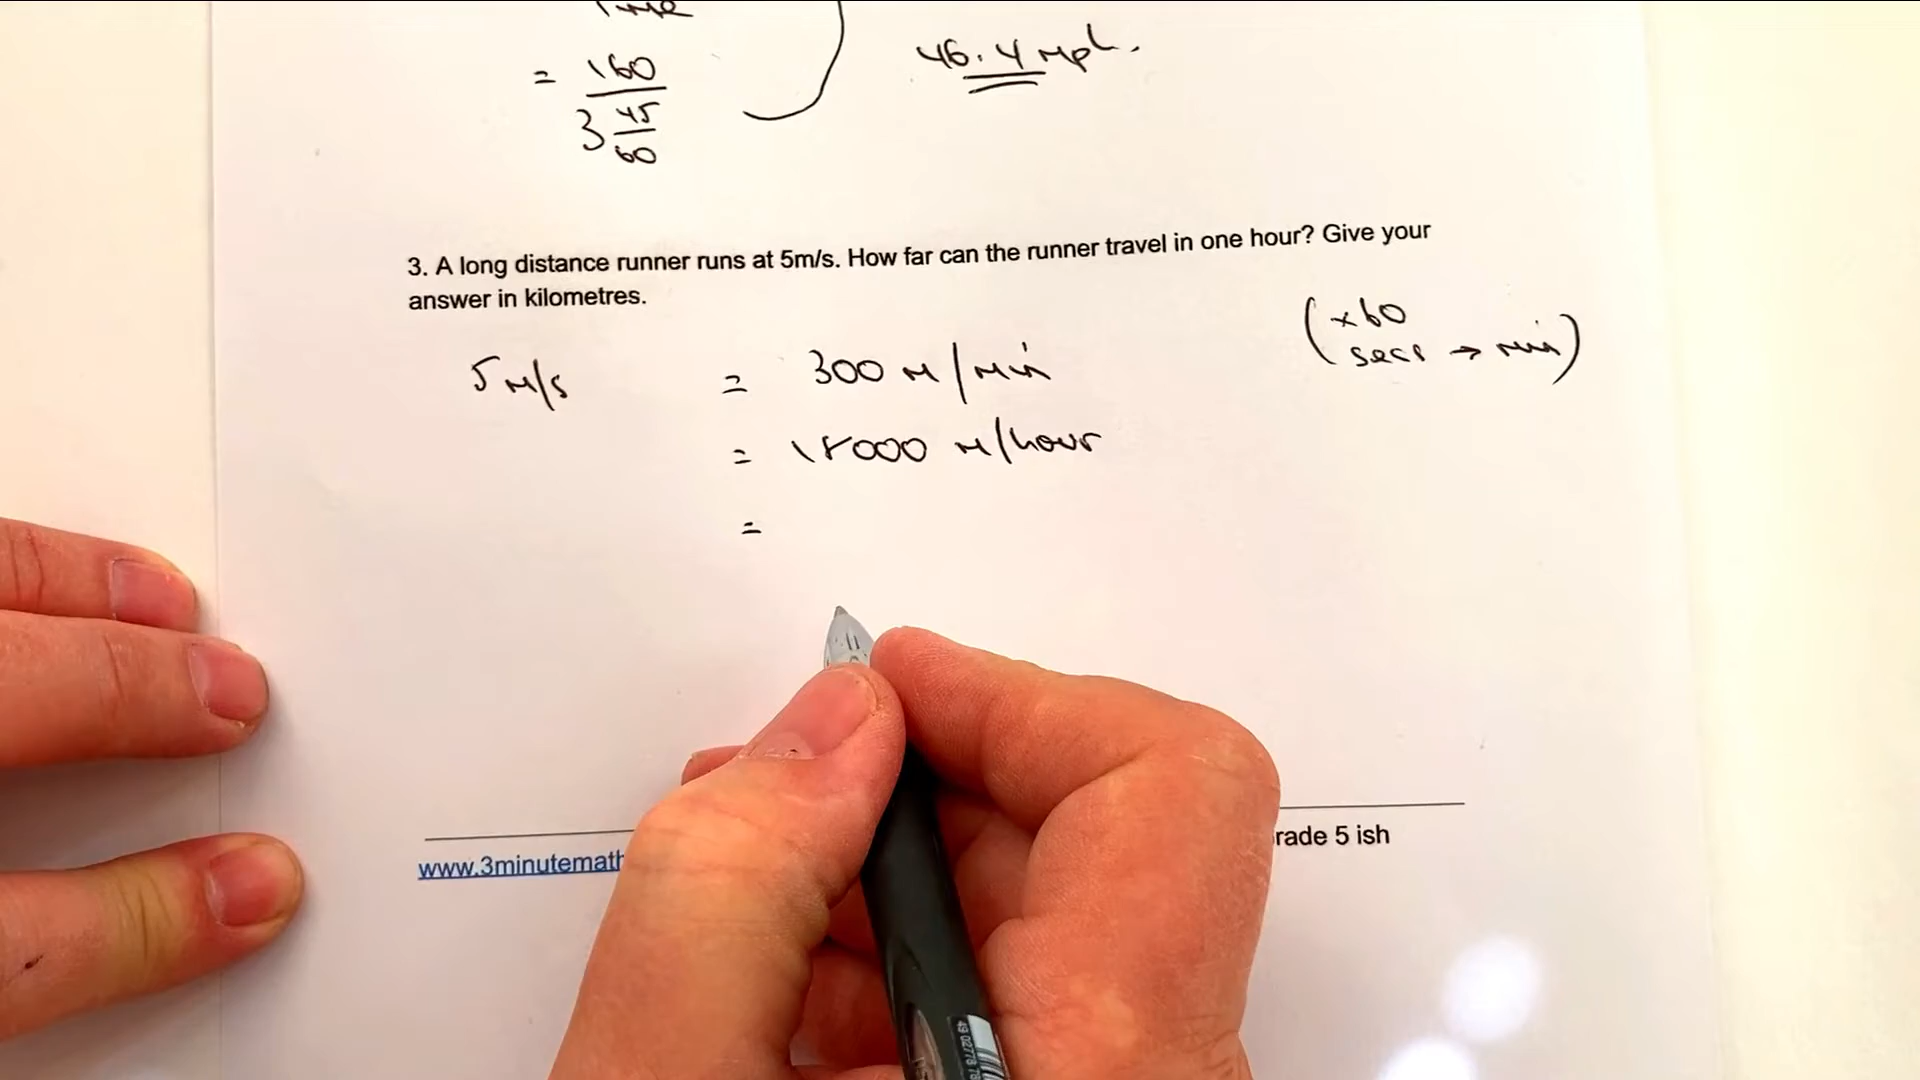 Time
= 160
3 45
60
46.4 mph.
3. A long distance runner runs at 5m/s. How far can the runner travel in one hour? Give your
answer in kilometres.
(x60
secs → min)
5 m/s = 300 m/min
= 18000 m/hour
=
www.3minutemath
rade 5 ish